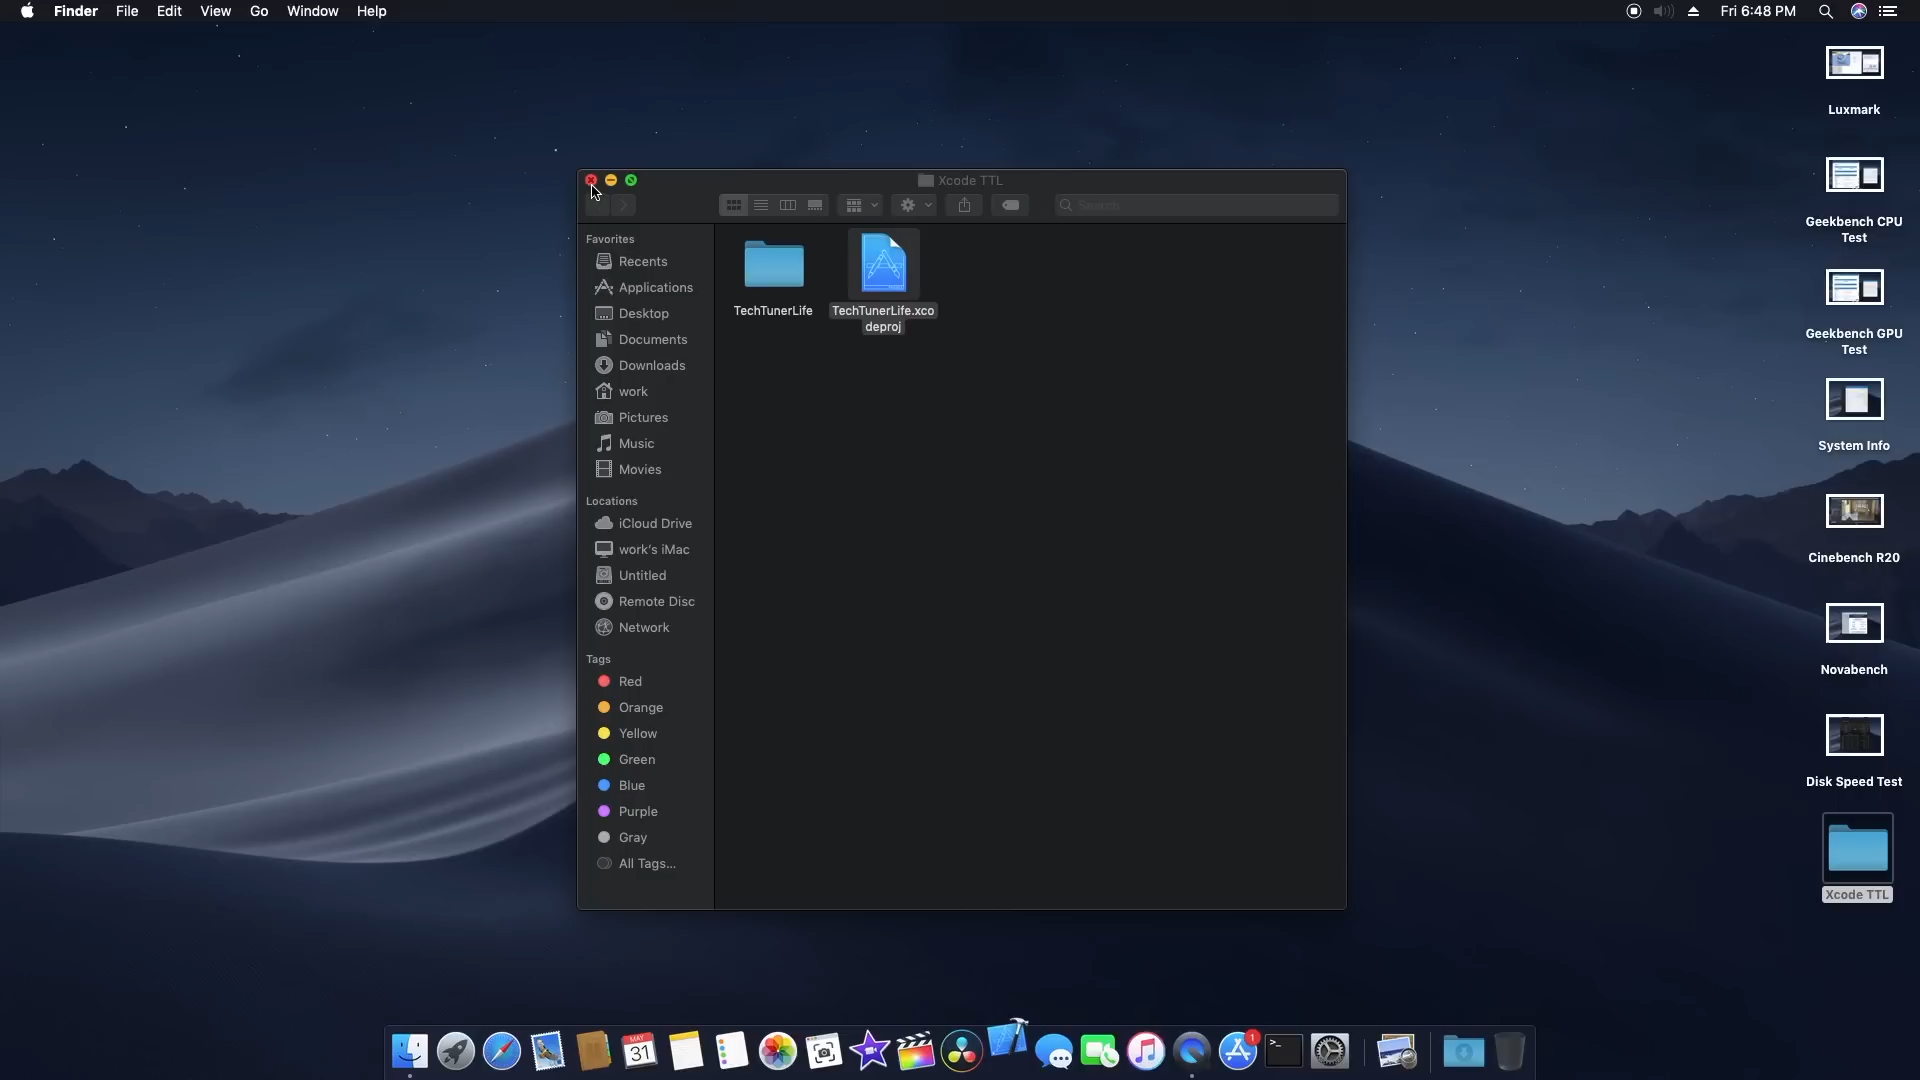 Finder File Edit View Go Window Help
Fri 6:48 PM
Xcode TTL
Search
Favorites
Recents
Applications
Desktop
Documents
Downloads
work
Pictures
Music
Movies
Locations
iCloud Drive
work's iMac
Untitled
Remote Disc
Network
Tags
Red
Orange
Yellow
Green
Blue
Purple
Gray
All Tags...
TechTunerLife
TechTunerLife.xco
deproj
Luxmark
Geekbench CPU
Test
Geekbench GPU
Test
System Info
Cinebench R20
Novabench
Disk Speed Test
Xcode TTL
MAY
31
1